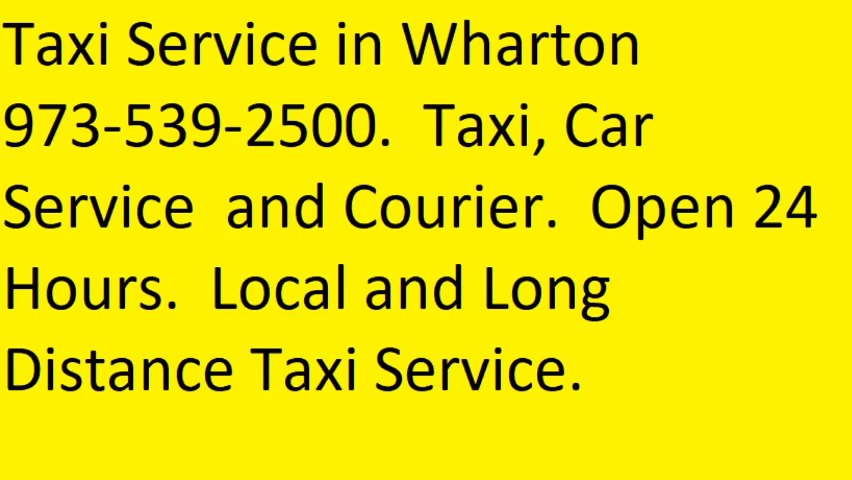 Taxi Service in Wharton
973-539-2500.  Taxi, Car
Service  and Courier.  Open 24
Hours.  Local and Long
Distance Taxi Service.